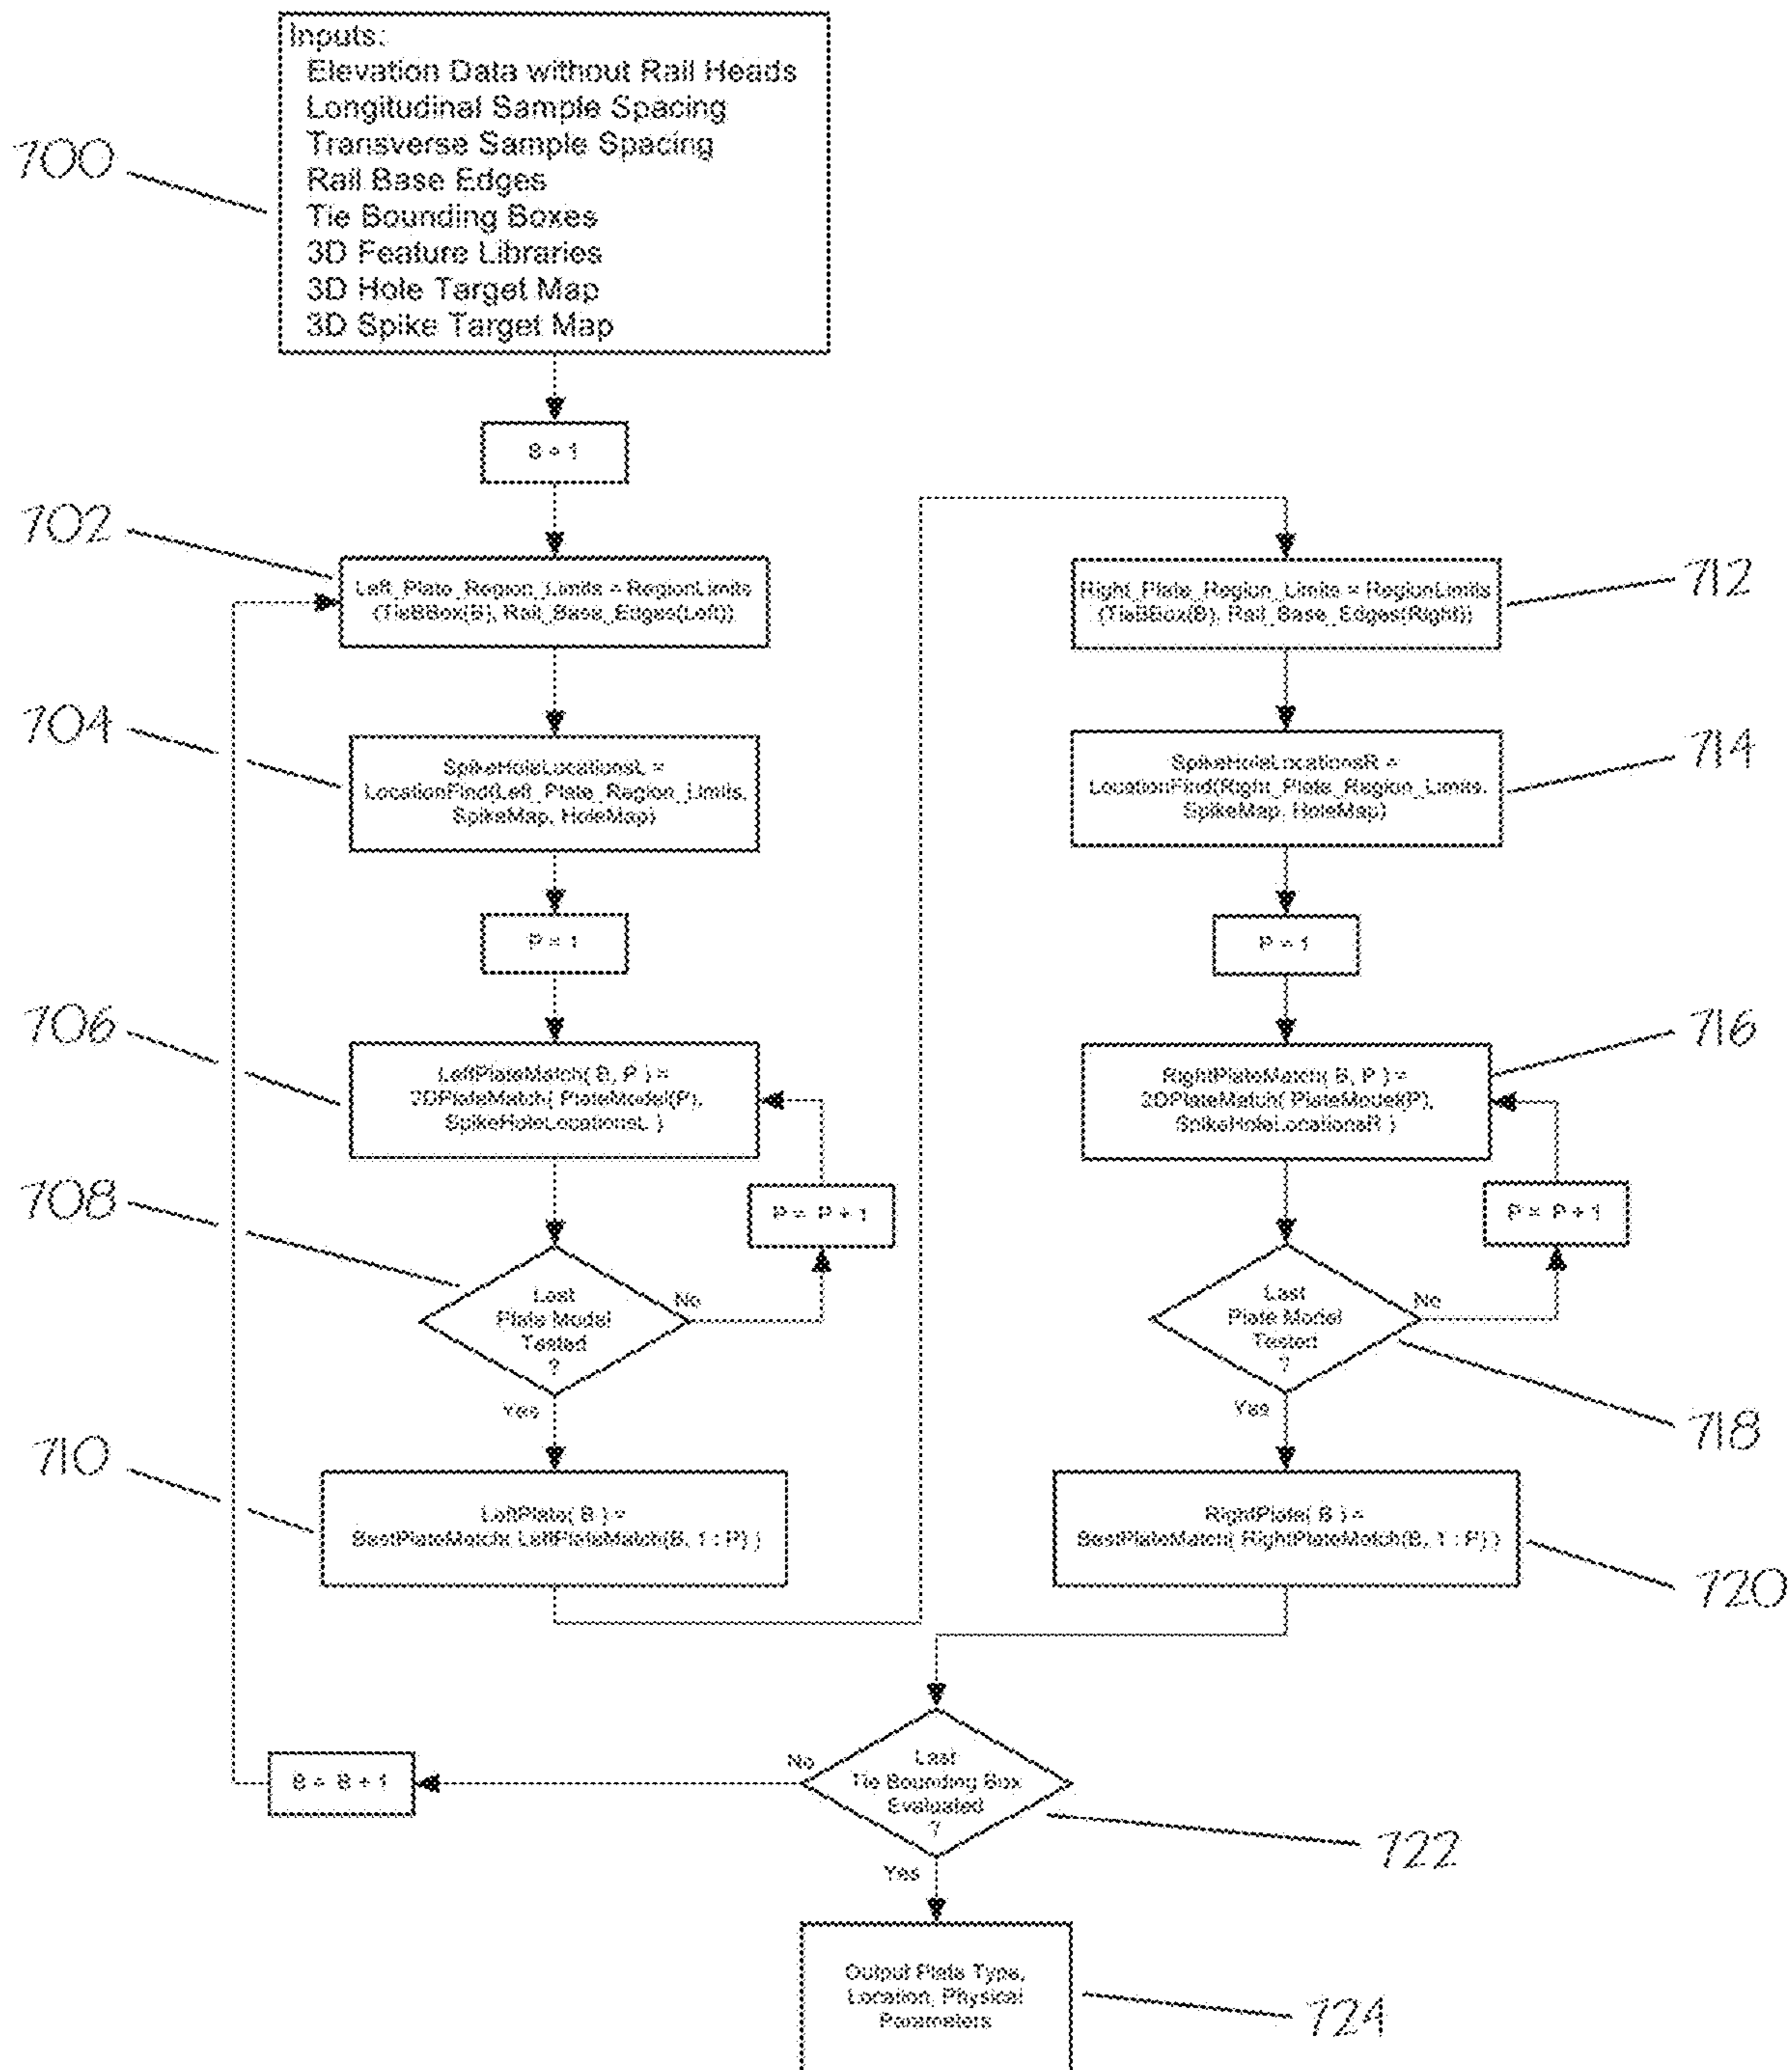 Inputs:
Elevation Data without Rail Heads
Longitudinal Sample Spacing
Transverse Sample Spacing
Rail Base Edges
Tie Bounding Boxes
3D Feature Libraries
3D Hole Target Map
3D Spike Target Map
700
B = 1
702
Left_Plate_Region_Limits = RegionLimits
(TieBBox(B), Rail_Base_Edges(Left))
704
SpikeHoleLocationsL =
LocationFind(Left_Plate_Region_Limits,
SpikeMap, HoleMap)
P = 1
706
LeftPlateMatch( B, P ) =
2DPlateMatch( PlateModel(P),
SpikeHoleLocationsL )
P = P + 1
708
Last
Plate Model
Tested
?
No
Yes
710
LeftPlate( B ) =
BestPlateMatch( LeftPlateMatch(B, 1 : P) )
Right_Plate_Region_Limits = RegionLimits
(TieBBox(B), Rail_Base_Edges(Right))
712
SpikeHoleLocationsR =
LocationFind(Right_Plate_Region_Limits,
SpikeMap, HoleMap)
714
P = 1
RightPlateMatch( B, P ) =
2DPlateMatch( PlateModel(P),
SpikeHoleLocationsR )
716
P = P + 1
Last
Plate Model
Tested
?
No
Yes
718
RightPlate( B ) =
BestPlateMatch( RightPlateMatch(B, 1 : P) )
720
B = B + 1
No
Last
Tie Bounding Box
Evaluated
?
Yes
722
Output Plate Type,
Location, Physical
Parameters
724